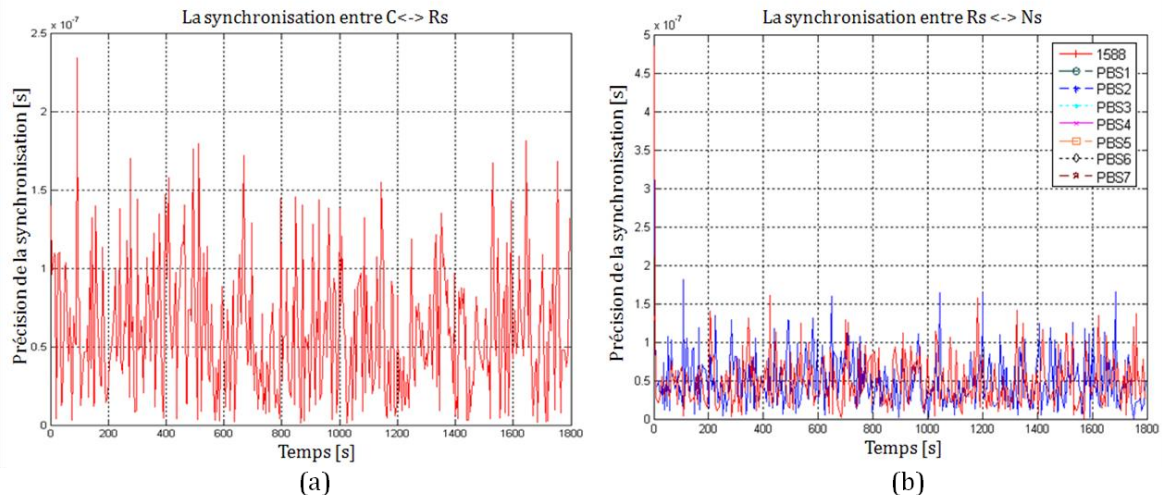 La synchronisation entre C<-> Rs
x 10⁻⁷
Précision de la synchronisation [s]
2.5
2
1.5
1
0.5
0
0 200 400 600 800 1000 1200 1400 1600 1800
Temps [s]
(a)
La synchronisation entre Rs <-> Ns
x 10⁻⁷
Précision de la synchronisation [s]
5
4.5
4
3.5
3
2.5
2
1.5
1
0.5
0
0 200 400 600 800 1000 1200 1400 1600 1800
Temps [s]
1588
PBS1
PBS2
PBS3
PBS4
PBS5
PBS6
PBS7
(b)